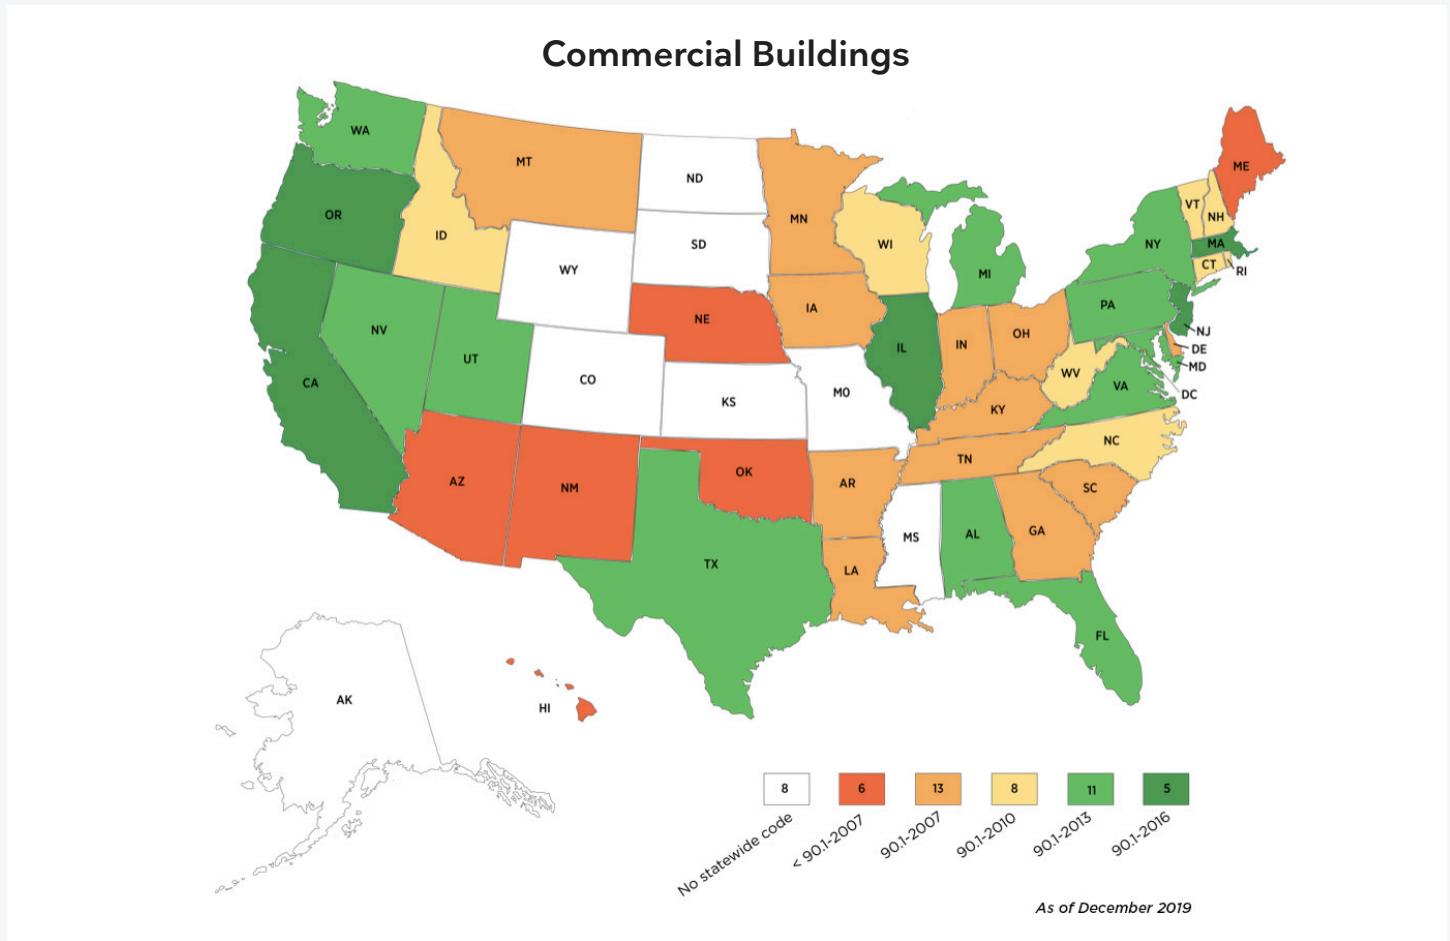 Commercial Buildings
WA
MT
ND
MN
ME
OR
ID
SD
WI
VT
NH
WY
MI
NY
MA
CT
RI
NV
UT
NE
IA
PA
IL
IN
OH
NJ
DE
MD
CA
CO
KS
MO
WV
VA
DC
KY
AZ
NM
OK
AR
TN
NC
SC
TX
LA
MS
AL
GA
FL
AK
HI
8
6
13
8
11
5
No statewide code
< 90.1-2007
90.1-2007
90.1-2010
90.1-2013
90.1-2016
As of December 2019